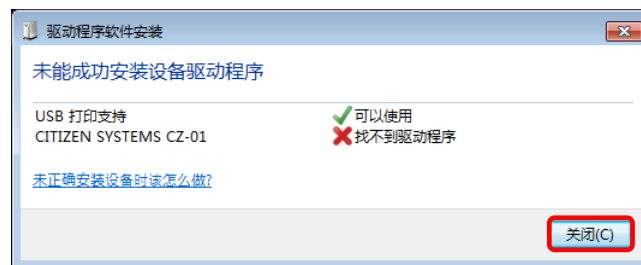 驱动程序软件安装
未能成功安装设备驱动程序
USB 打印支持 可以使用
CITIZEN SYSTEMS CZ-01 找不到驱动程序
未正确安装设备时该怎么做?
关闭(C)